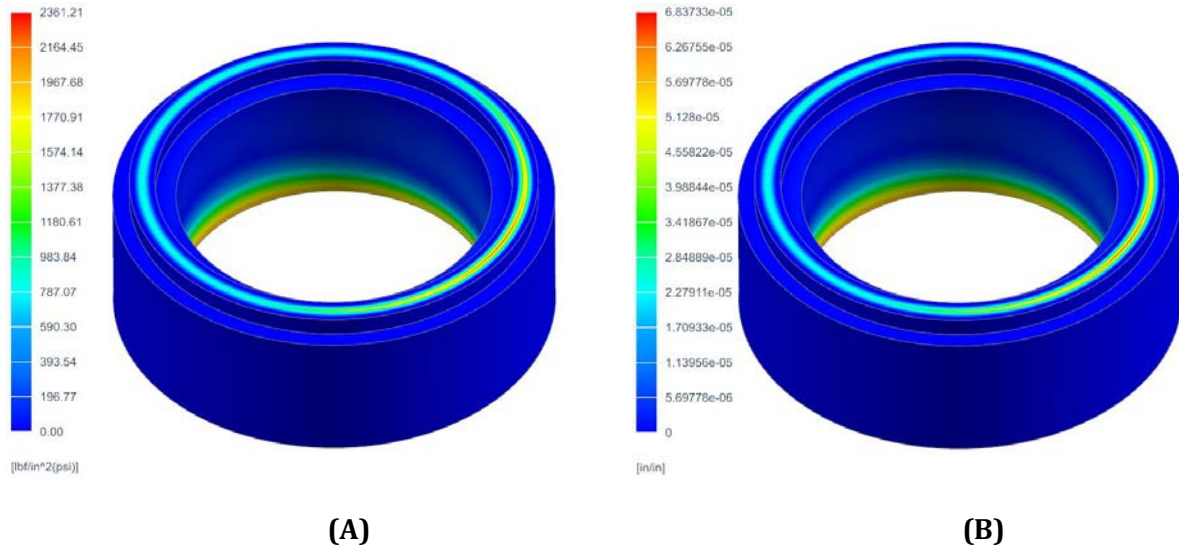 2361.21
2164.45
1967.68
1770.91
1574.14
1377.38
1180.61
983.84
787.07
590.30
393.54
196.77
0.00
[lbf/in^2(psi)]
6.83733e-05
6.26755e-05
5.69778e-05
5.128e-05
4.55822e-05
3.98844e-05
3.41867e-05
2.84889e-05
2.27911e-05
1.70933e-05
1.13956e-05
5.69778e-06
0
[in/in]
(A)
(B)